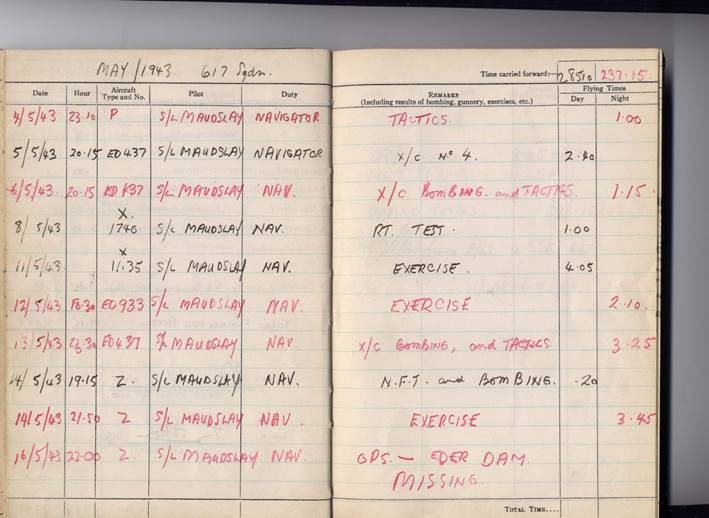 MAY/1943 617 Sqdn.
Time carried forward:— 237.15
Date Hour Aircraft Type and No. Pilot Duty REMARKS (Including results of bombing, gunnery, exercises, etc.) Flying Times Day Night
4/5/43 23.10 P S/L MAUDSLAY NAVIGATOR TACTICS. 1.00
5/5/43 20.15 ED437 S/L MAUDSLAY NAVIGATOR X/C No 4. 2.40
6/5/43 20.15 ED437 S/L MAUDSLAY NAV. X/C BOMBING. and TACTICS. 1.15
8/5/43 X. 1740 S/L MAUDSLAY NAV. RT. TEST. 1.00
11/5/43 X 11.35 S/L MAUDSLAY NAV. EXERCISE. 4.05
12/5/43 ED933 S/L MAUDSLAY NAV. EXERCISE 2.10.
13/5/43 23.30 ED437 S/L MAUDSLAY NAV. X/C BOMBING, and TACTICS. 3.25
14/5/43 19.15 Z. S/L MAUDSLAY NAV. N.F.T. and BOMBING. .20
14/5/43 21.50 Z S/L MAUDSLAY NAV. EXERCISE 3.45
16/5/43 22.00 Z. S/L MAUDSLAY NAV. OPS. — EDER DAM.
MISSING.
TOTAL TIME....